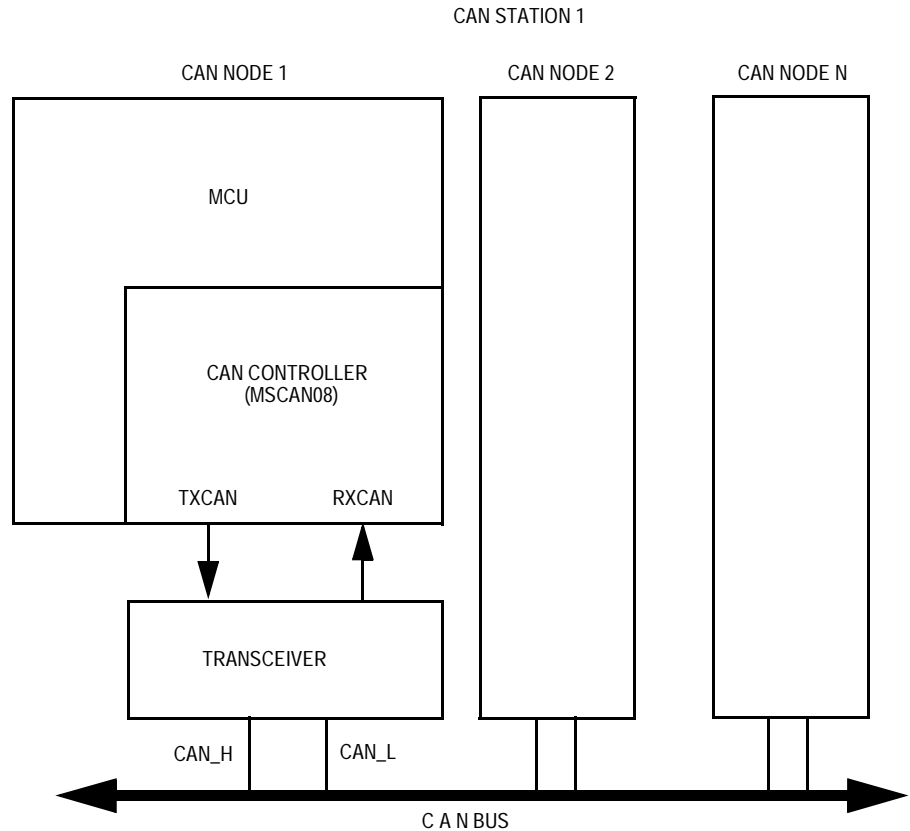 CAN STATION 1
CAN NODE 1
CAN NODE 2
CAN NODE N
MCU
CAN CONTROLLER
(MSCAN08)
TXCAN
RXCAN
TRANSCEIVER
CAN_H
CAN_L
C A N BUS